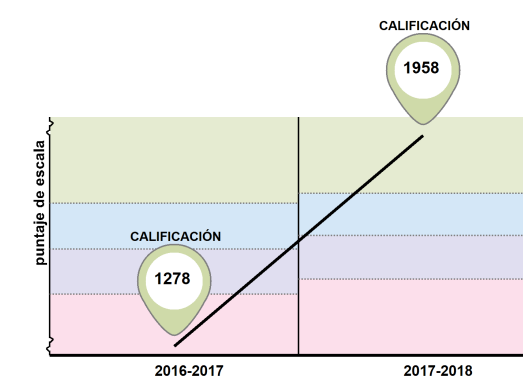 CALIFICACIÓN
1958
puntaje de escala
CALIFICACIÓN
1278
2016-2017
2017-2018